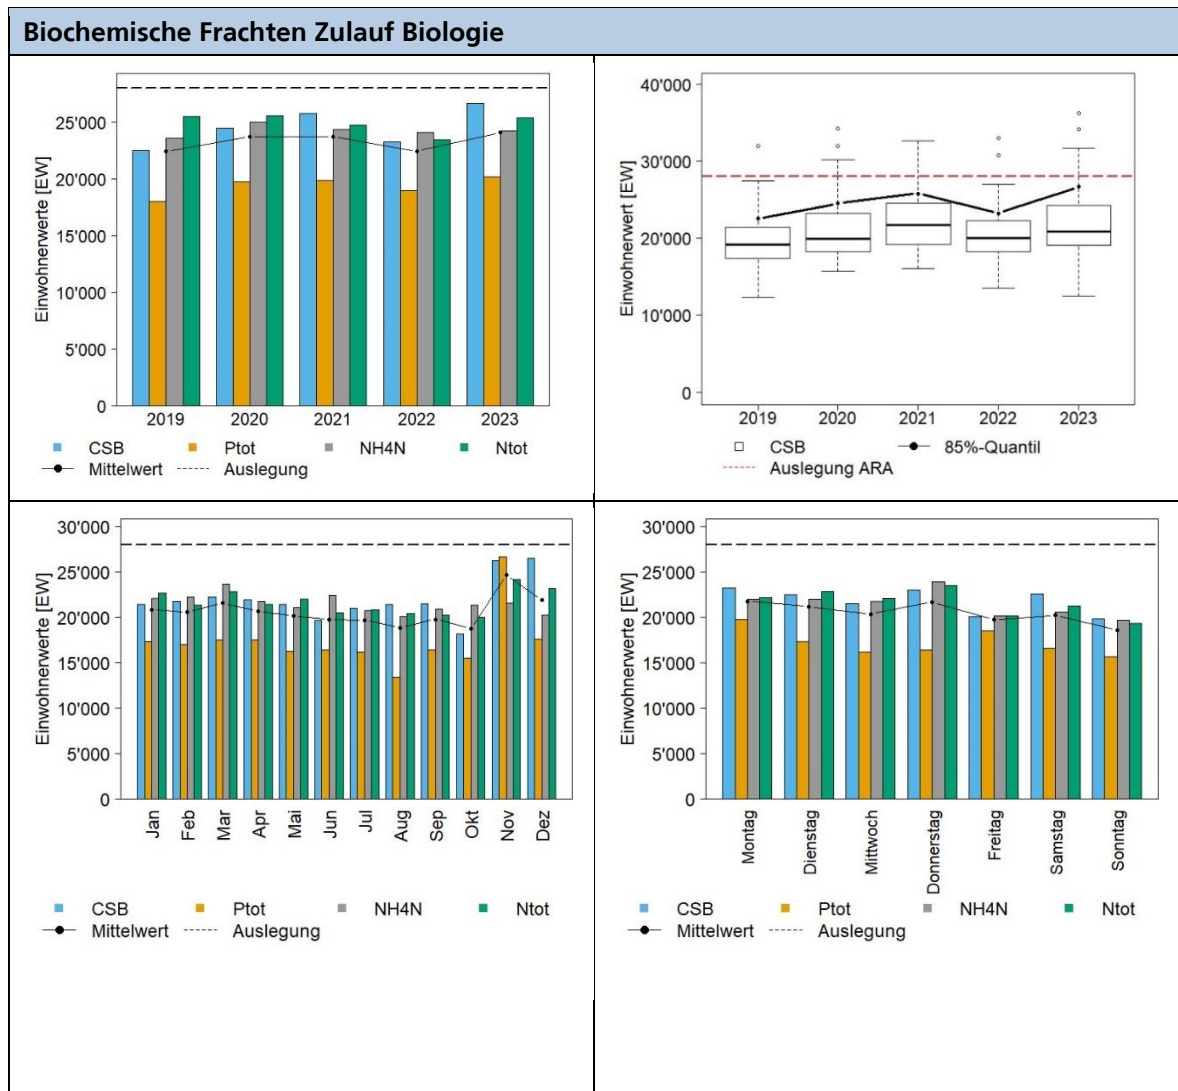 Biochemische Frachten Zulauf Biologie
Einwohnerwerte [EW]
25'000
20'000
15'000
10'000
5'000
0
2019 2020 2021 2022 2023
CSB Ptot NH4N Ntot
Mittelwert Auslegung
Einwohnerwert [EW]
40'000
30'000
20'000
10'000
0
2019 2020 2021 2022 2023
CSB 85%-Quantil
Auslegung ARA
Einwohnerwerte [EW]
30'000
25'000
20'000
15'000
10'000
5'000
0
Jan Feb Mar Apr Mai Jun Jul Aug Sep Okt Nov Dez
CSB Ptot NH4N Ntot
Mittelwert Auslegung
Einwohnerwerte [EW]
30'000
25'000
20'000
15'000
10'000
5'000
0
Montag Dienstag Mittwoch Donnerstag Freitag Samstag Sonntag
CSB Ptot NH4N Ntot
Mittelwert Auslegung